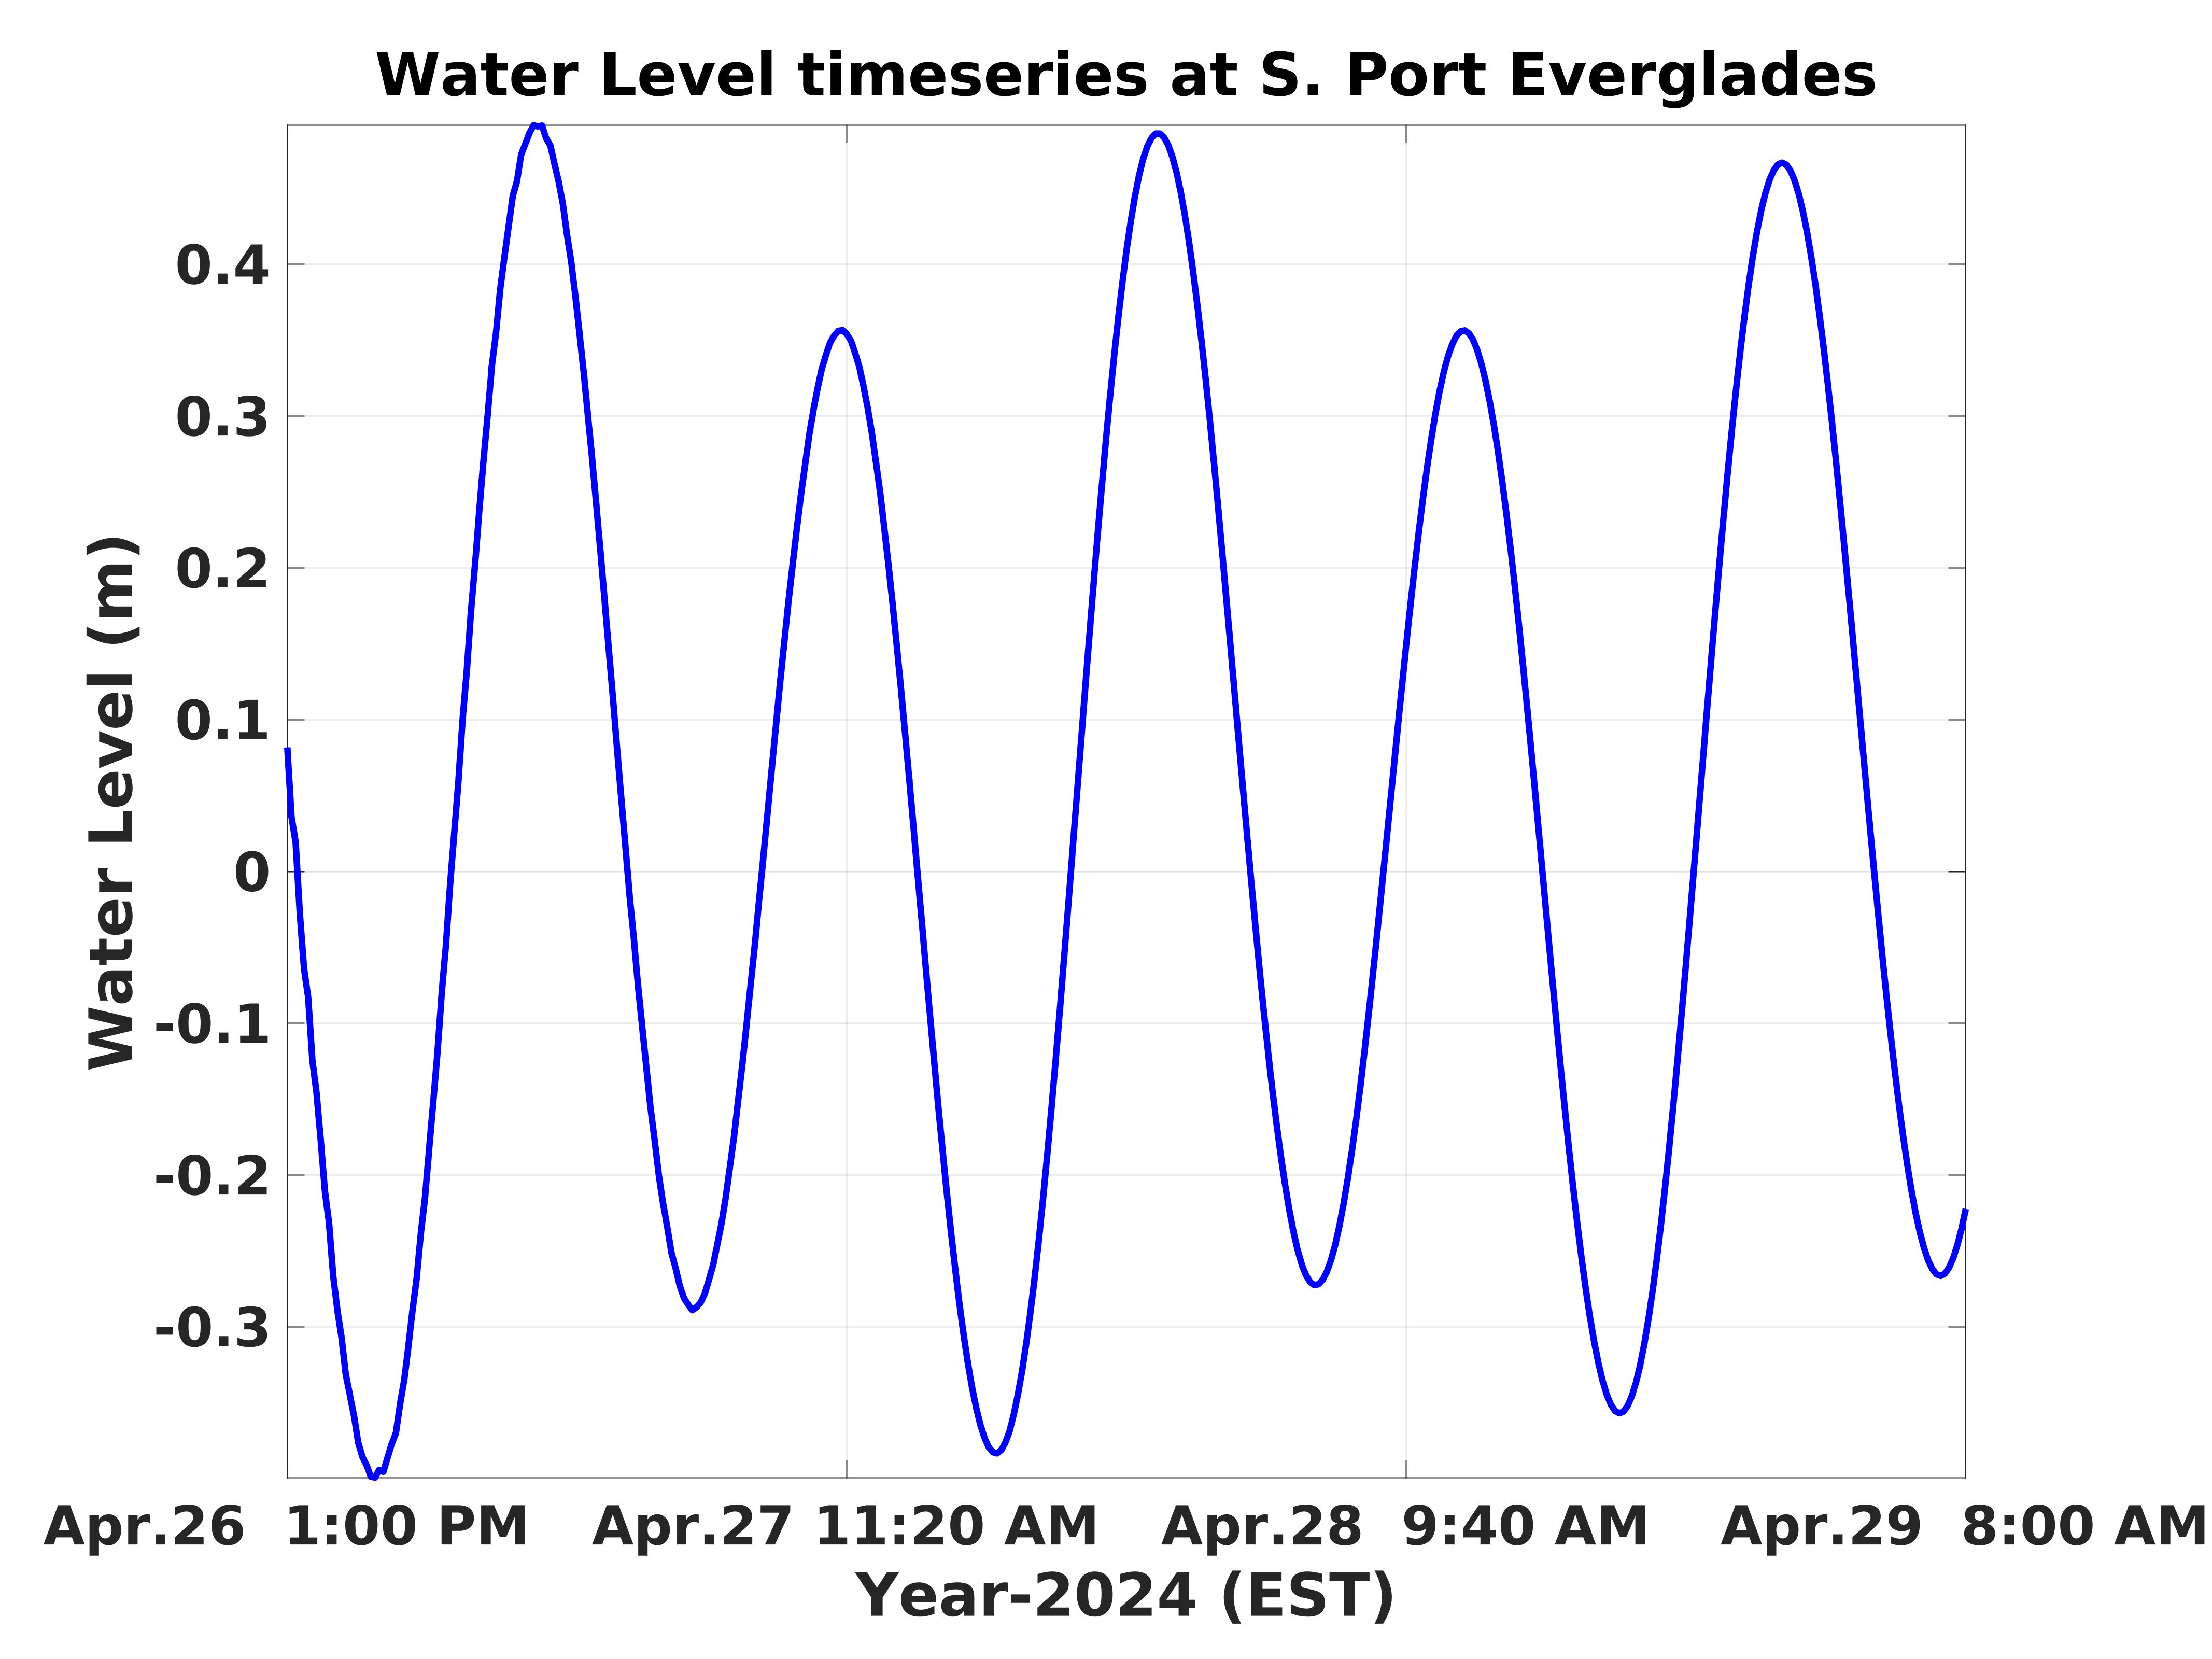 Water Level timeseries at S. Port Everglades
0.4
0.3
0.2
0.1
0
-0.1
-0.2
-0.3
Water Level (m)
Apr.26 1:00 PM Apr.27 11:20 AM Apr.28 9:40 AM Apr.29 8:00 AM
Year-2024 (EST)